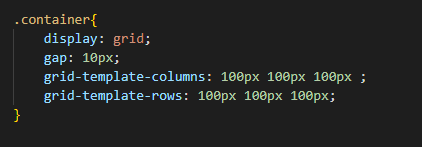 .container{
display: grid;
gap: 10px;
grid-template-columns: 100px 100px 100px ;
grid-template-rows: 100px 100px 100px;
}